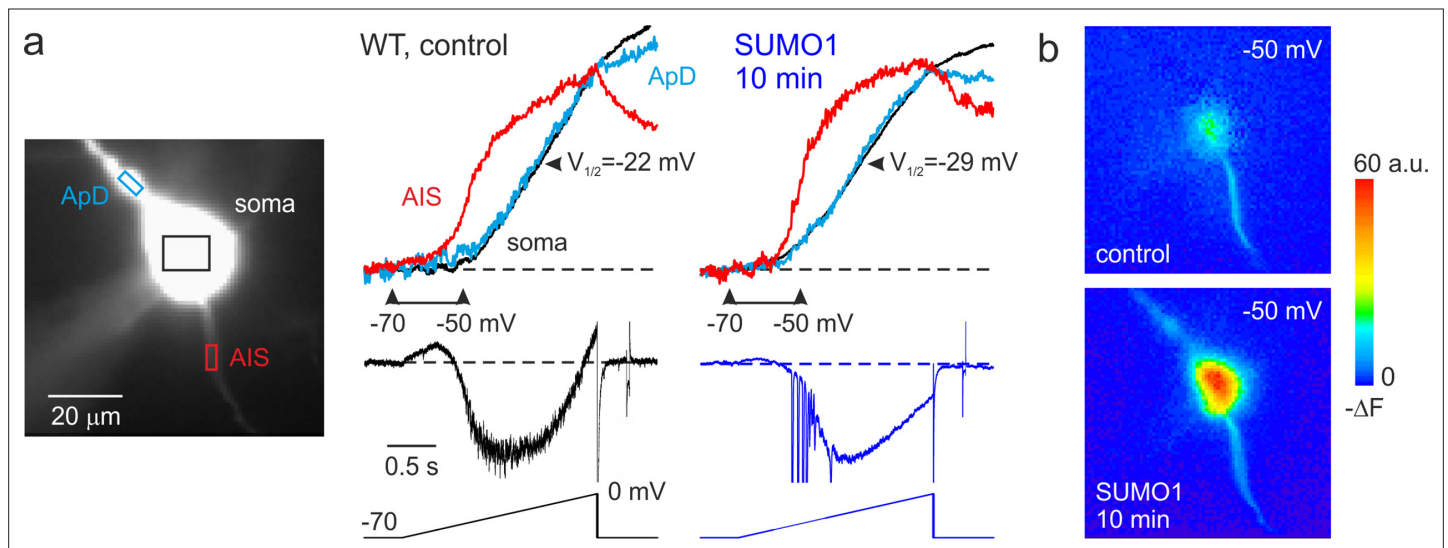 a
ApD
soma
AIS
20 μm
WT, control
ApD
V1/2=-22 mV
AIS
soma
-70 -50 mV
0.5 s
0 mV
-70
SUMO1
10 min
V1/2=-29 mV
-70 -50 mV
b
-50 mV
control
-50 mV
SUMO1
10 min
60 a.u.
0
-ΔF